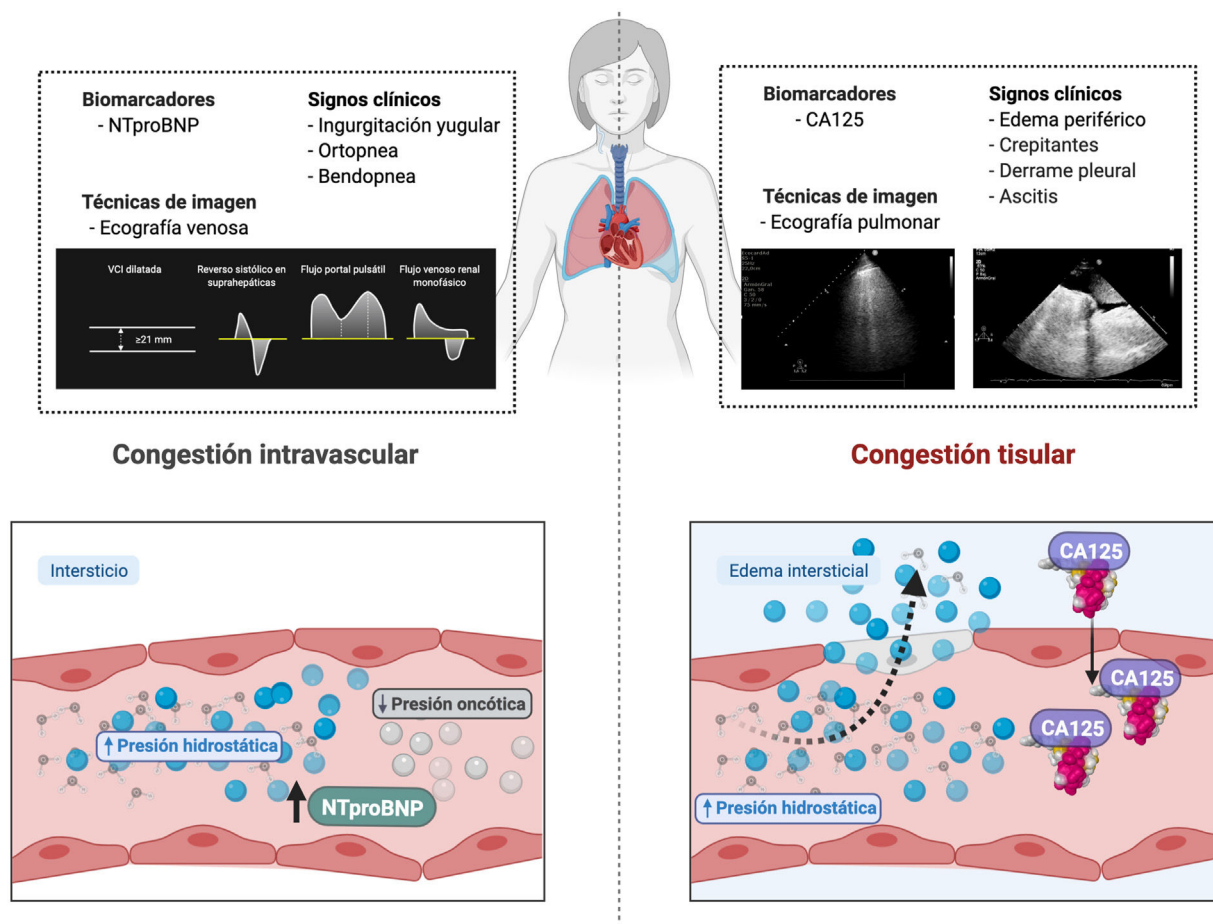 Biomarcadores
- NTproBNP
Signos clínicos
- Ingurgitación yugular
- Ortopnea
- Bendopnea
Técnicas de imagen
- Ecografía venosa
VCI dilatada
Reverso sistólico en
suprahepáticas
Flujo portal pulsátil
Flujo venoso renal
monofásico
≥21 mm
Biomarcadores
- CA125
Signos clínicos
- Edema periférico
- Crepitantes
- Derrame pleural
- Ascitis
Técnicas de imagen
- Ecografía pulmonar
Congestión intravascular
Congestión tisular
Intersticio
↓ Presión oncótica
↑ Presión hidrostática
NTproBNP
Edema intersticial
CA125
CA125
CA125
↑ Presión hidrostática